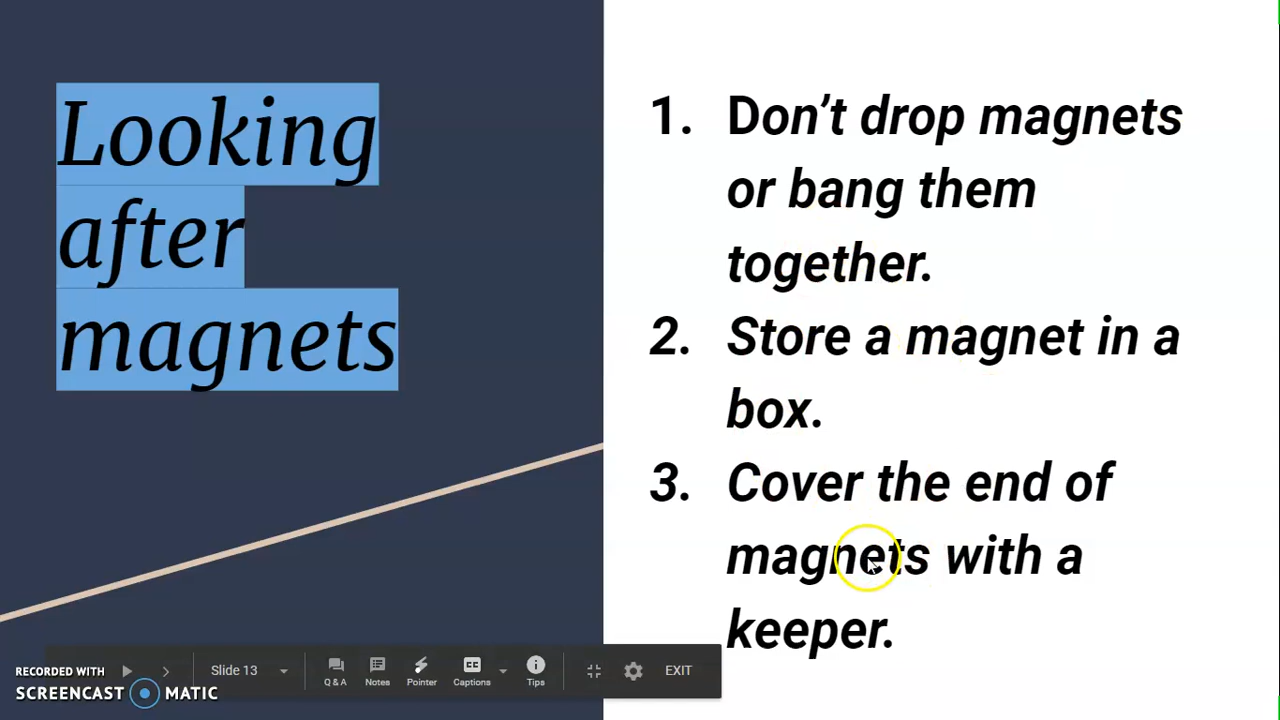 Looking
after
magnets
1. Don’t drop magnets
or bang them
together.
2. Store a magnet in a
box.
3. Cover the end of
magnets with a
keeper.
RECORDED WITH
SCREENCAST MATIC
Slide 13
Q & A
Notes
Pointer
Captions
Tips
EXIT